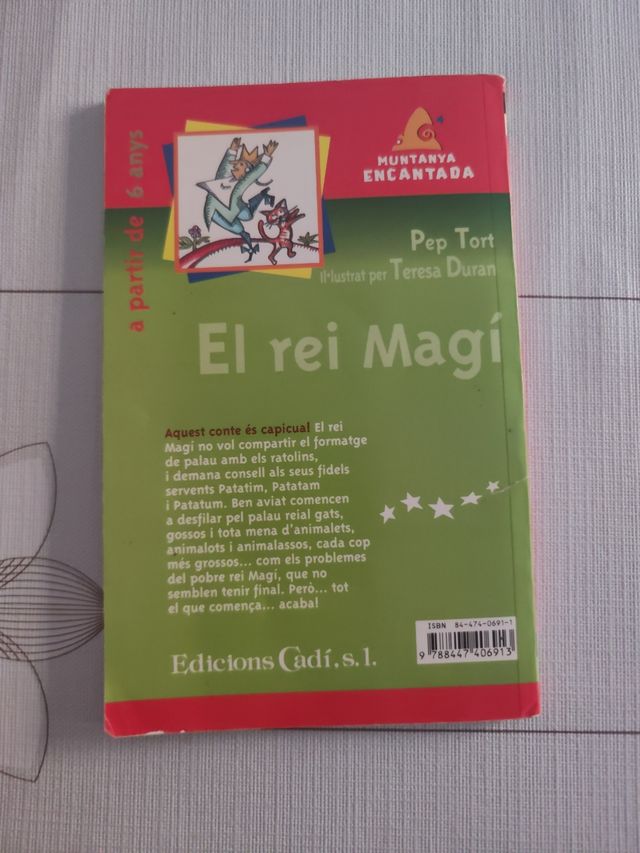 a partir de 6 anys
MUNTANYA
ENCANTADA
Pep Tort
Il·lustrat per Teresa Duran
El rei Magí
Aquest conte és capicua! El rei
Magí no vol compartir el formatge
de palau amb els ratolins,
i demana consell als seus fidels
servents Patatim, Patatam
i Patatum. Ben aviat comencen
a desfilar pel palau reial gats,
gossos i tota mena d'animalets,
animalots i animalassos, cada cop
més grossos... com els problemes
del pobre rei Magí, que no
semblen tenir final. Però... tot
el que comença... acaba!
Edicions Cadí, s.l.
ISBN 84-474-0691-1
9 788447 406913